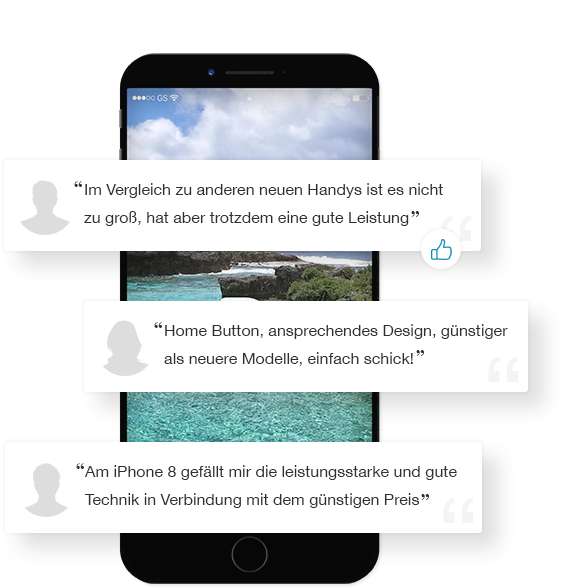 GS
“Im Vergleich zu anderen neuen Handys ist es nicht
zu groß, hat aber trotzdem eine gute Leistung”
“Home Button, ansprechendes Design, günstiger
als neuere Modelle, einfach schick!”
“Am iPhone 8 gefällt mir die leistungsstarke und gute
Technik in Verbindung mit dem günstigen Preis”